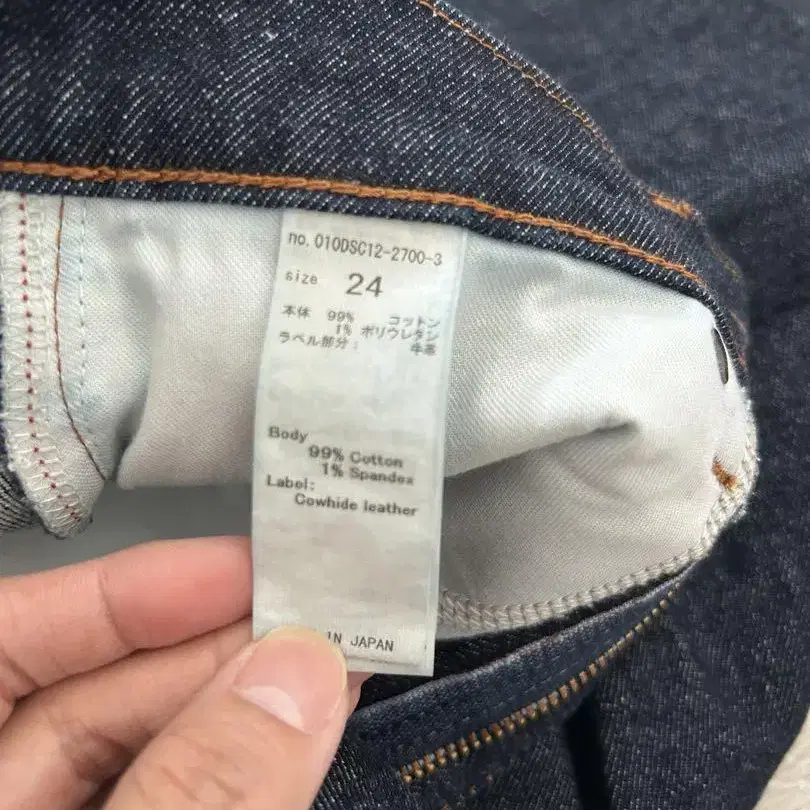 no.010DSC12-2700-3
size 24
本体 99% コットン
1% ポリウレタン
ラベル部分: 牛革
Body
99% Cotton
1% Spandex
Label:
Cowhide leather
IN JAPAN